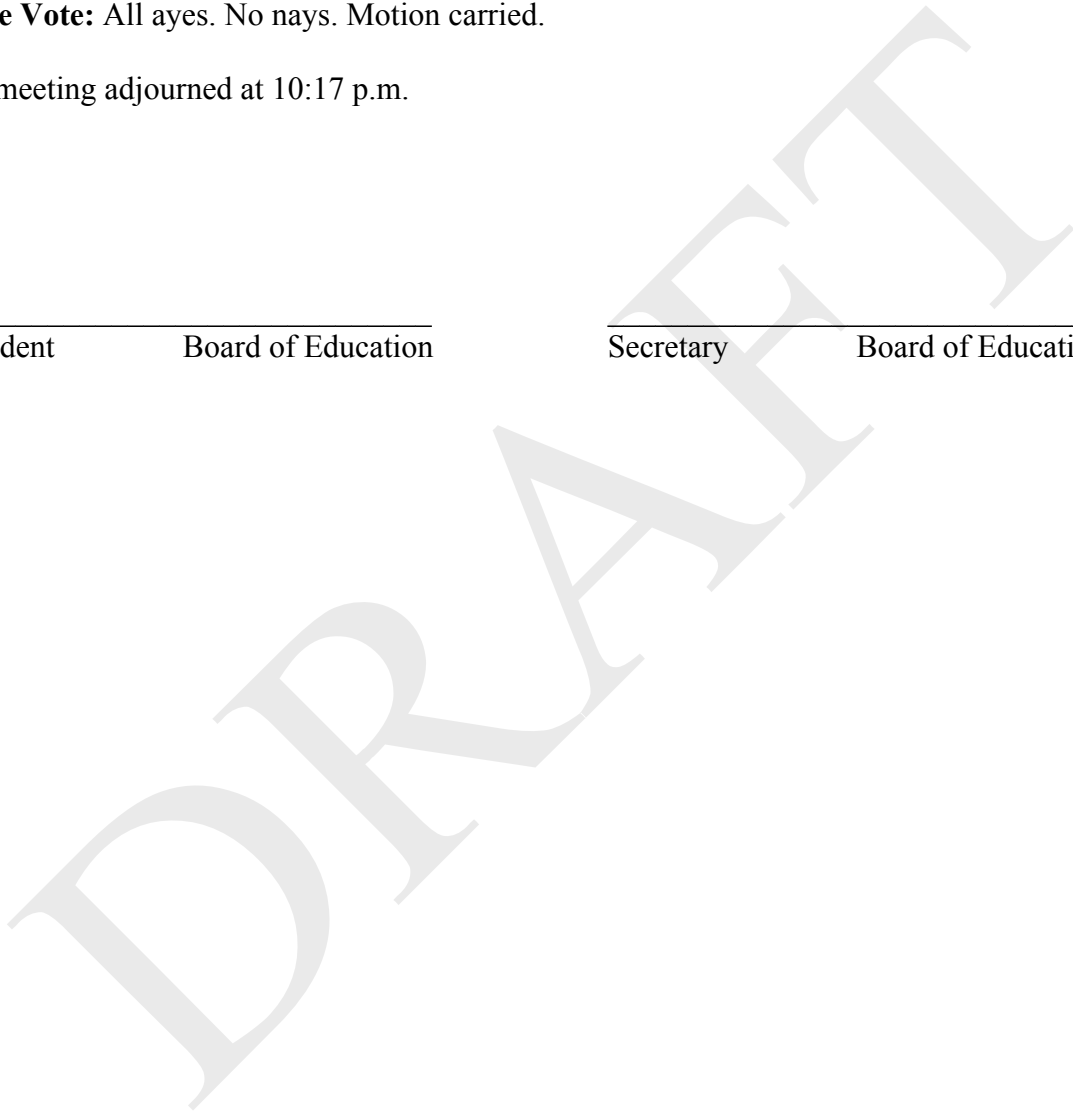 e Vote: All ayes. No nays. Motion carried.
meeting adjourned at 10:17 p.m.
dent Board of Education Secretary Board of Educati
DRAFT